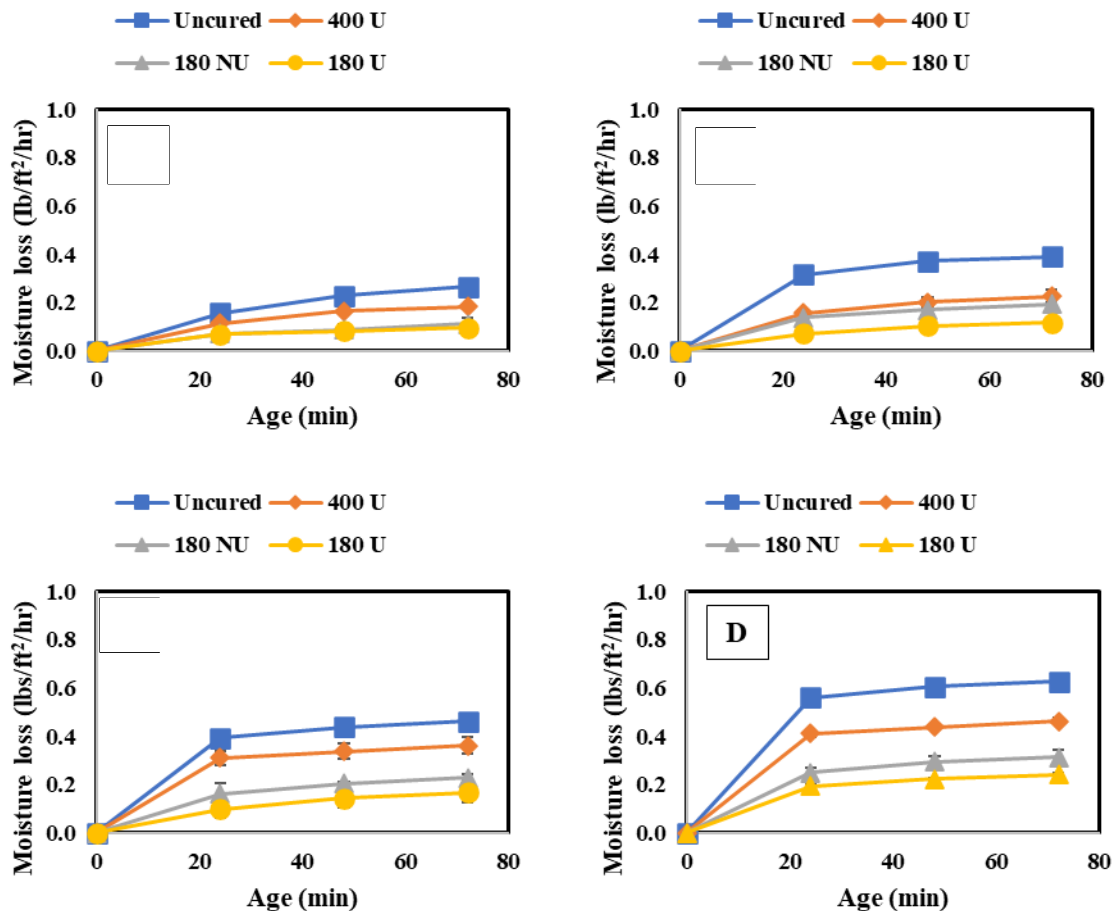 Uncured 400 U
180 NU 180 U
Moisture loss (lb/ft²/hr)
1.0
0.8
0.6
0.4
0.2
0.0
0 20 40 60 80
Age (min)
Uncured 400 U
180 NU 180 U
Moisture loss (lb/ft²/hr)
1.0
0.8
0.6
0.4
0.2
0.0
0 20 40 60 80
Age (min)
Uncured 400 U
180 NU 180 U
Moisture loss (lbs/ft²/hr)
1.0
0.8
0.6
0.4
0.2
0.0
0 20 40 60 80
Age (min)
Uncured 400 U
180 NU 180 U
Moisture loss (lbs/ft²/hr)
1.0
0.8
0.6
0.4
0.2
0.0
D
0 20 40 60 80
Age (min)